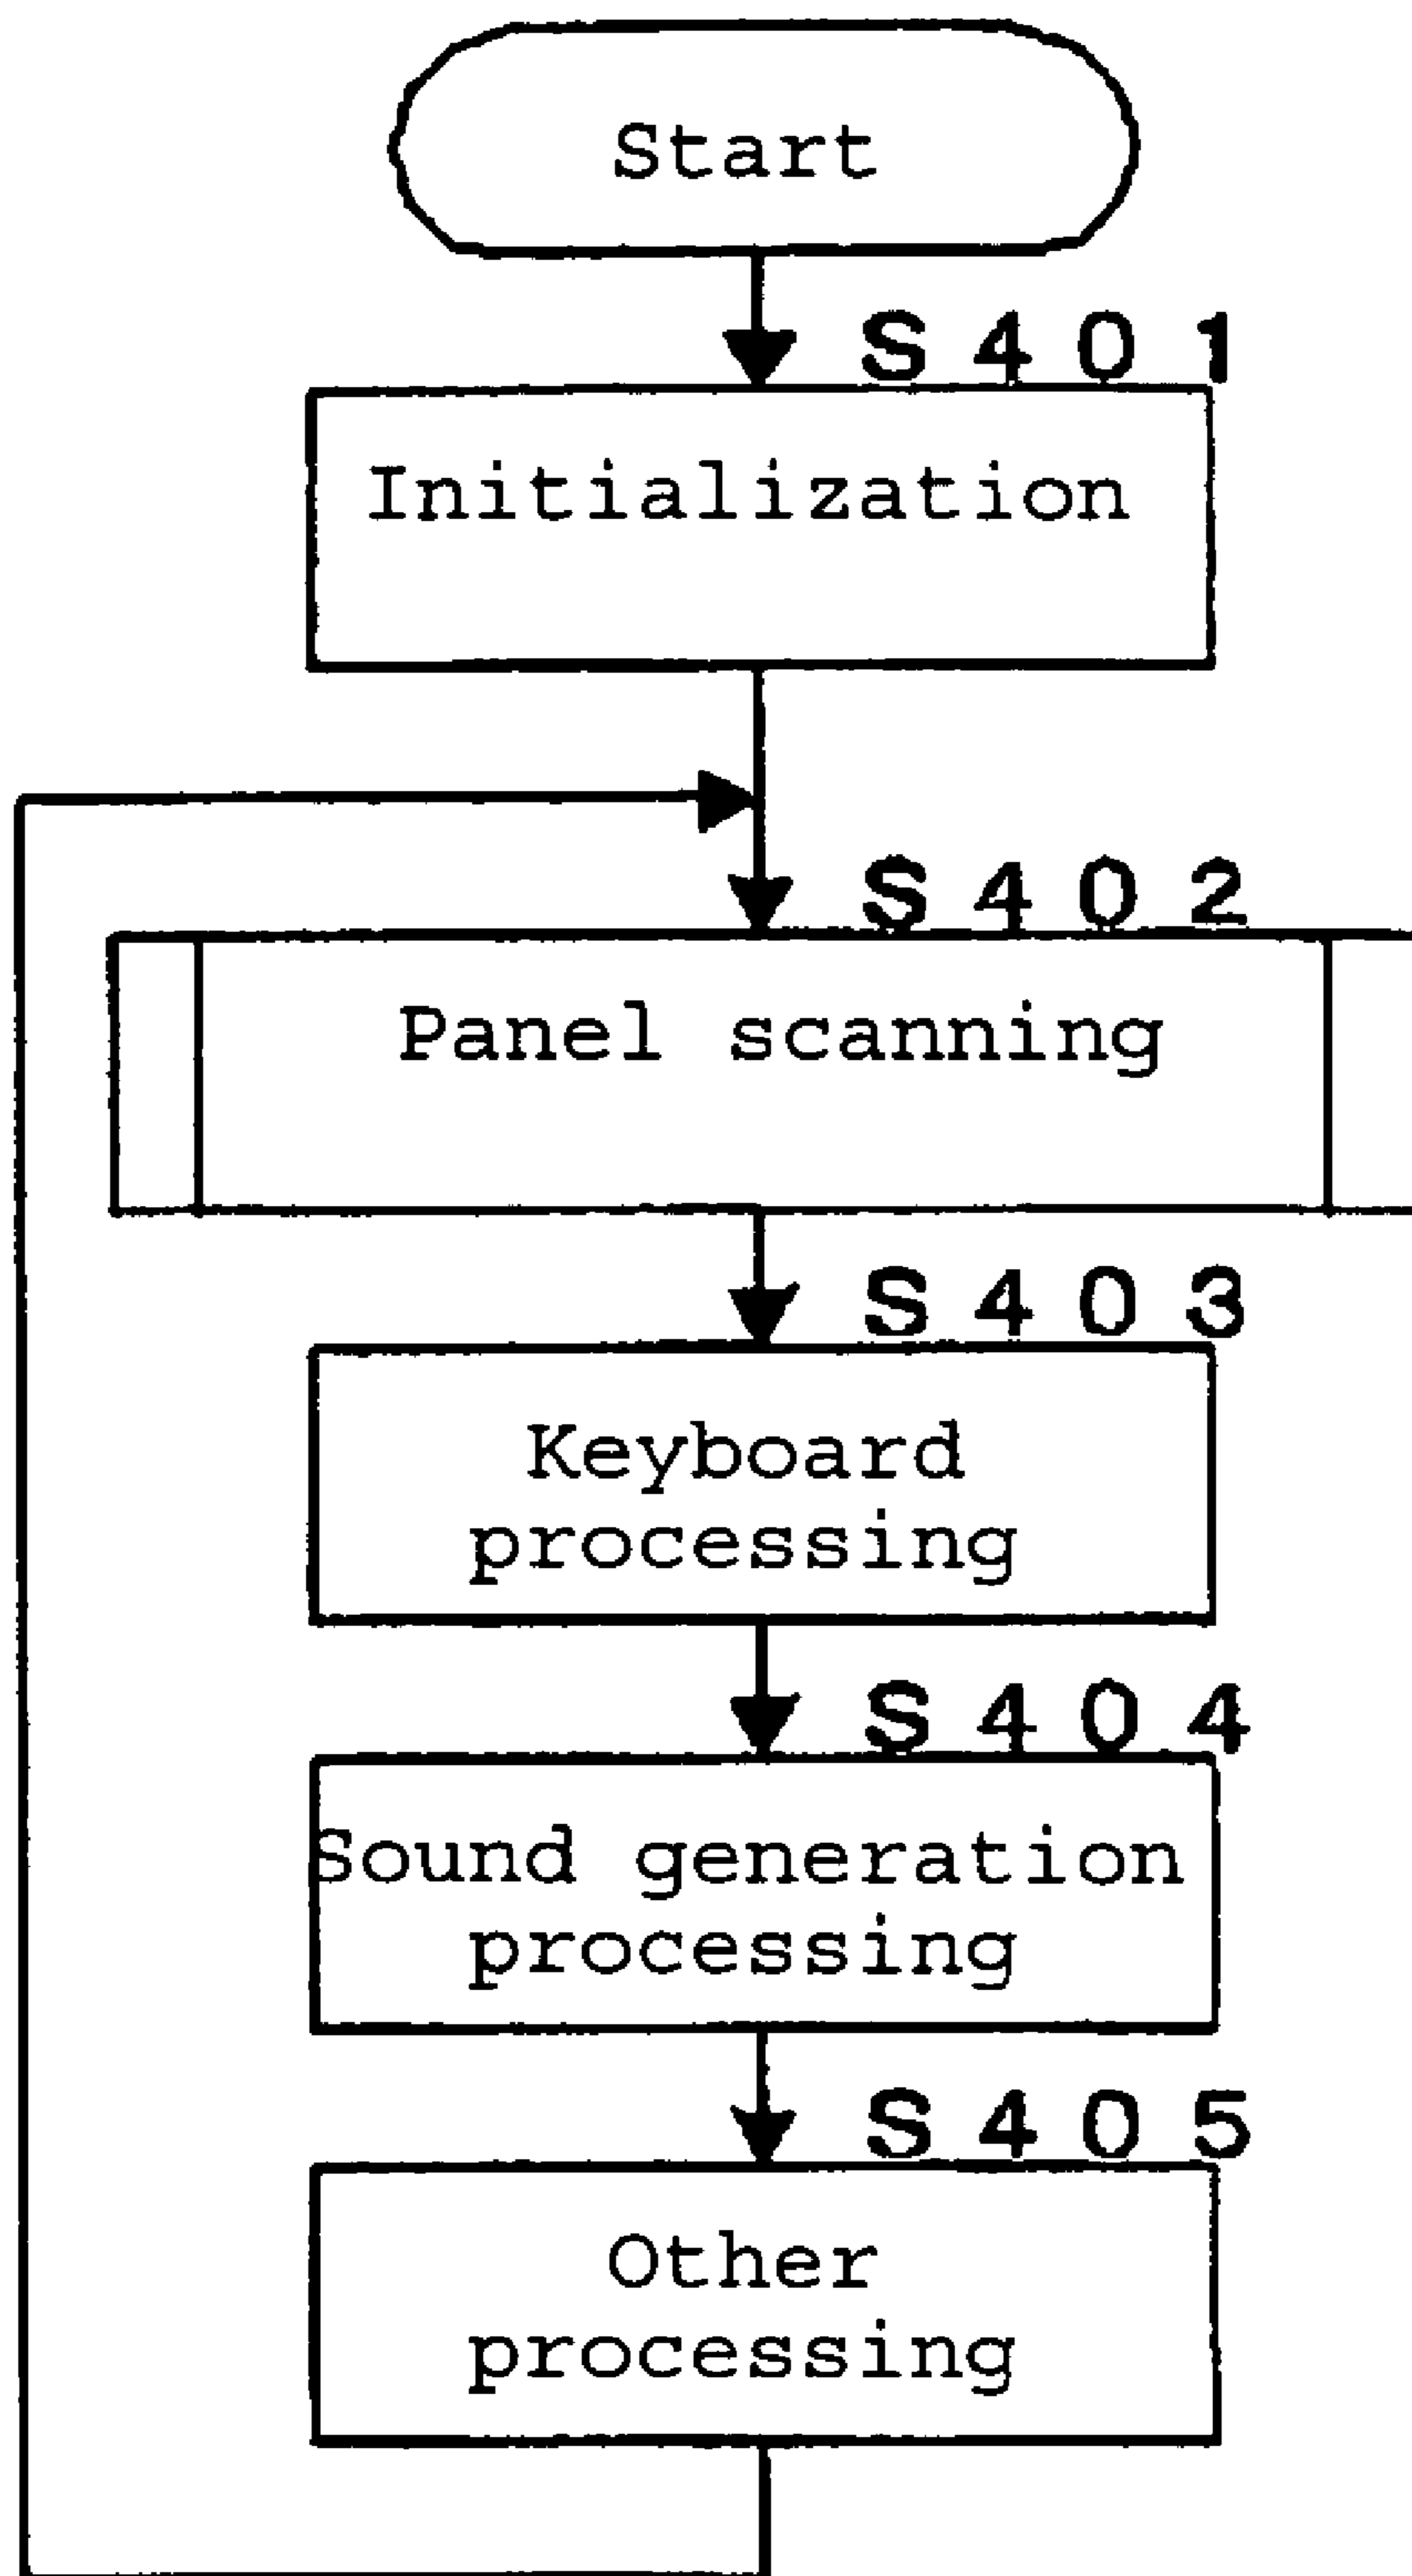 Start
S401
Initialization
S402
Panel scanning
S403
Keyboard
processing
S404
Sound generation
processing
S405
Other
processing